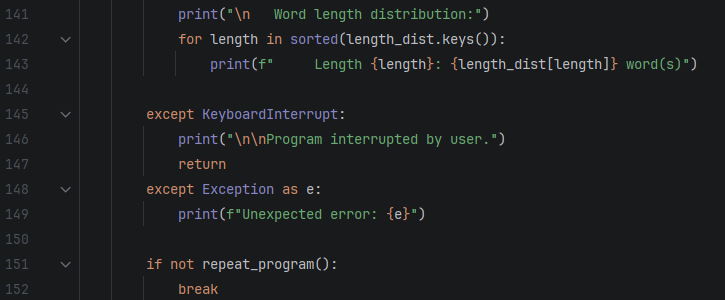 141                     print("\n   Word length distribution:")
142                     for length in sorted(length_dist.keys()):
143                         print(f"     Length {length}: {length_dist[length]} word(s)")
144
145                 except KeyboardInterrupt:
146                     print("\n\nProgram interrupted by user.")
147                     return
148                 except Exception as e:
149                     print(f"Unexpected error: {e}")
150
151                 if not repeat_program():
152                     break